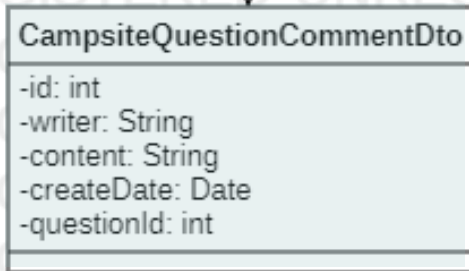 CampsiteQuestionCommentDto
-id: int
-writer: String
-content: String
-createDate: Date
-questionId: int